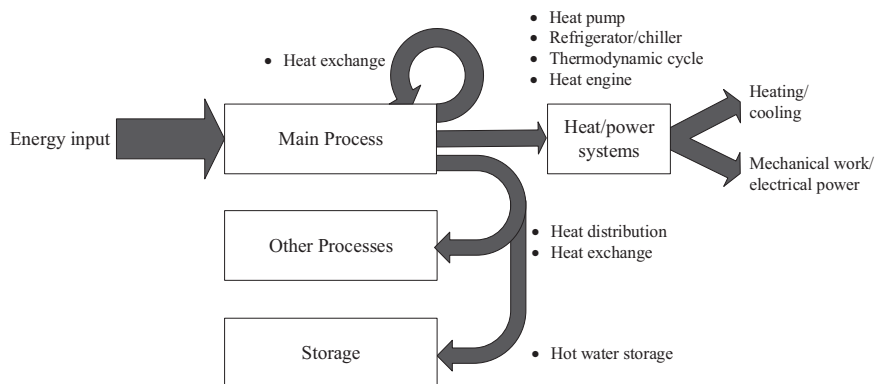 • Heat pump
• Refrigerator/chiller
• Thermodynamic cycle
• Heat engine
• Heat exchange
Energy input
Main Process
Heat/power
systems
Heating/
cooling
Mechanical work/
electrical power
Other Processes
• Heat distribution
• Heat exchange
Storage
• Hot water storage